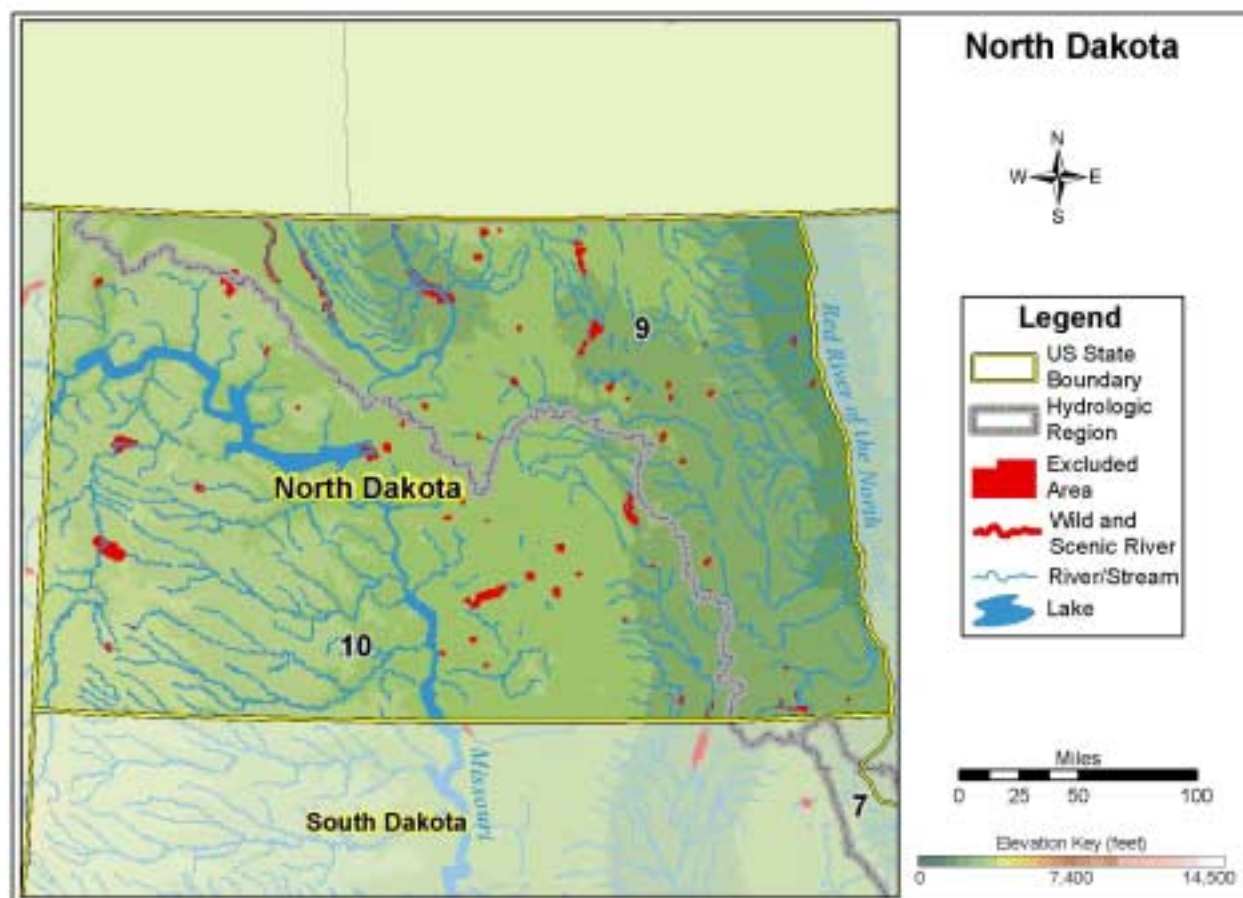 North Dakota
N
W E
S
9
Red River of the North
North Dakota
10
Missouri
South Dakota
7
Legend
US State
Boundary
Hydrologic
Region
Excluded
Area
Wild and
Scenic River
River/Stream
Lake
Miles
0 25 50 100
Elevation Key (feet)
0 7,400 14,500